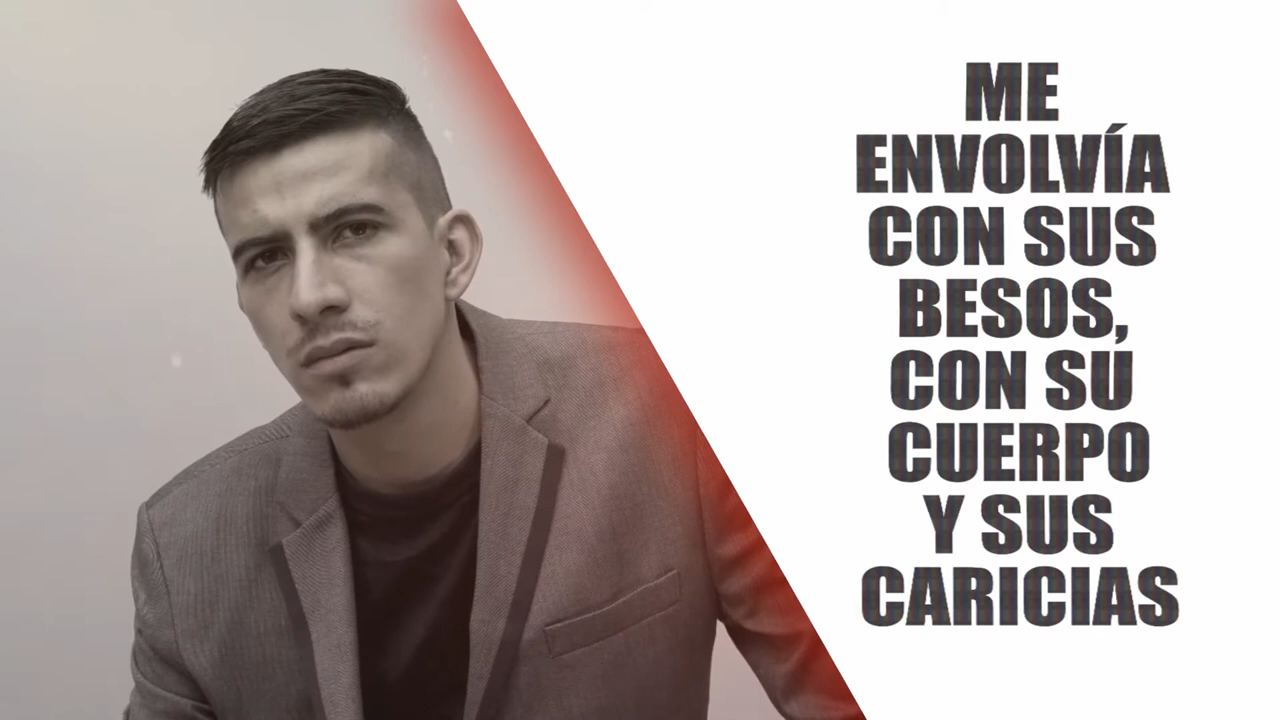 ME
ENVOLVÍA
CON SUS
BESOS,
CON SU
CUERPO
Y SUS
CARICIAS